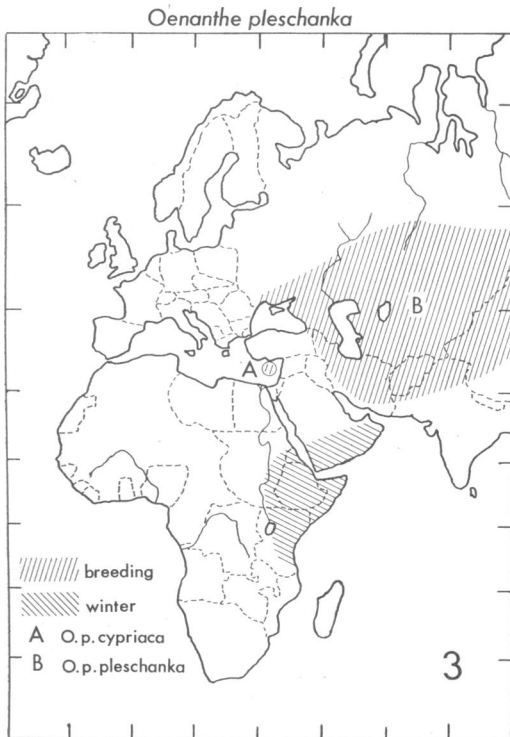 Oenanthe pleschanka
B
A
breeding
winter
A O.p.cypriaca
B O.p.pleschanka
3